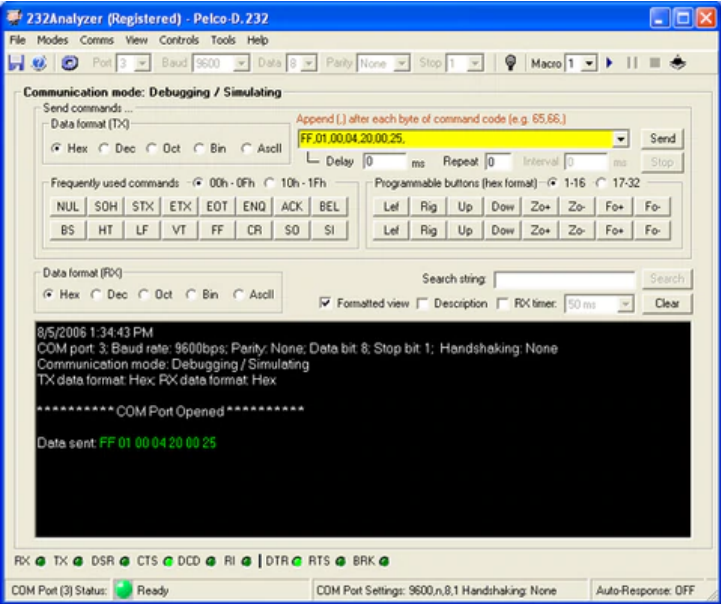 232Analyzer (Registered) - Pelco-D.232
File Modes Comms View Controls Tools Help
Port 3 Baud 9600 Data 8 Parity None Stop 1 Macro 1
Communication mode: Debugging / Simulating
Send commands ...
Data format (TX)
Hex Dec Oct Bin AscII
Append (,) after each byte of command code (e.g. 65,66,)
FF,01,00,04,20,00,25,
Send
Delay 0 ms Repeat 0 Interval 0 ms Stop
Frequently used commands 00h - 0Fh 10h - 1Fh
NUL SOH STX ETX EOT ENQ ACK BEL
BS HT LF VT FF CR SO SI
Programmable buttons (hex format) 1-16 17-32
Lef Rig Up Dow Zo+ Zo- Fo+ Fo-
Lef Rig Up Dow Zo+ Zo- Fo+ Fo-
Data format (RX)
Hex Dec Oct Bin AscII
Search string: Search
Formatted view Description RX timer: 50 ms Clear
8/5/2006 1:34:43 PM
COM port: 3; Baud rate: 9600bps; Parity: None; Data bit: 8; Stop bit: 1; Handshaking: None
Communication mode: Debugging / Simulating
TX data format: Hex; RX data format: Hex
********** COM Port Opened **********
Data sent: FF 01 00 04 20 00 25
RX TX DSR CTS DCD RI | DTR RTS BRK
COM Port (3) Status: Ready COM Port Settings: 9600,n,8,1 Handshaking: None Auto-Response: OFF